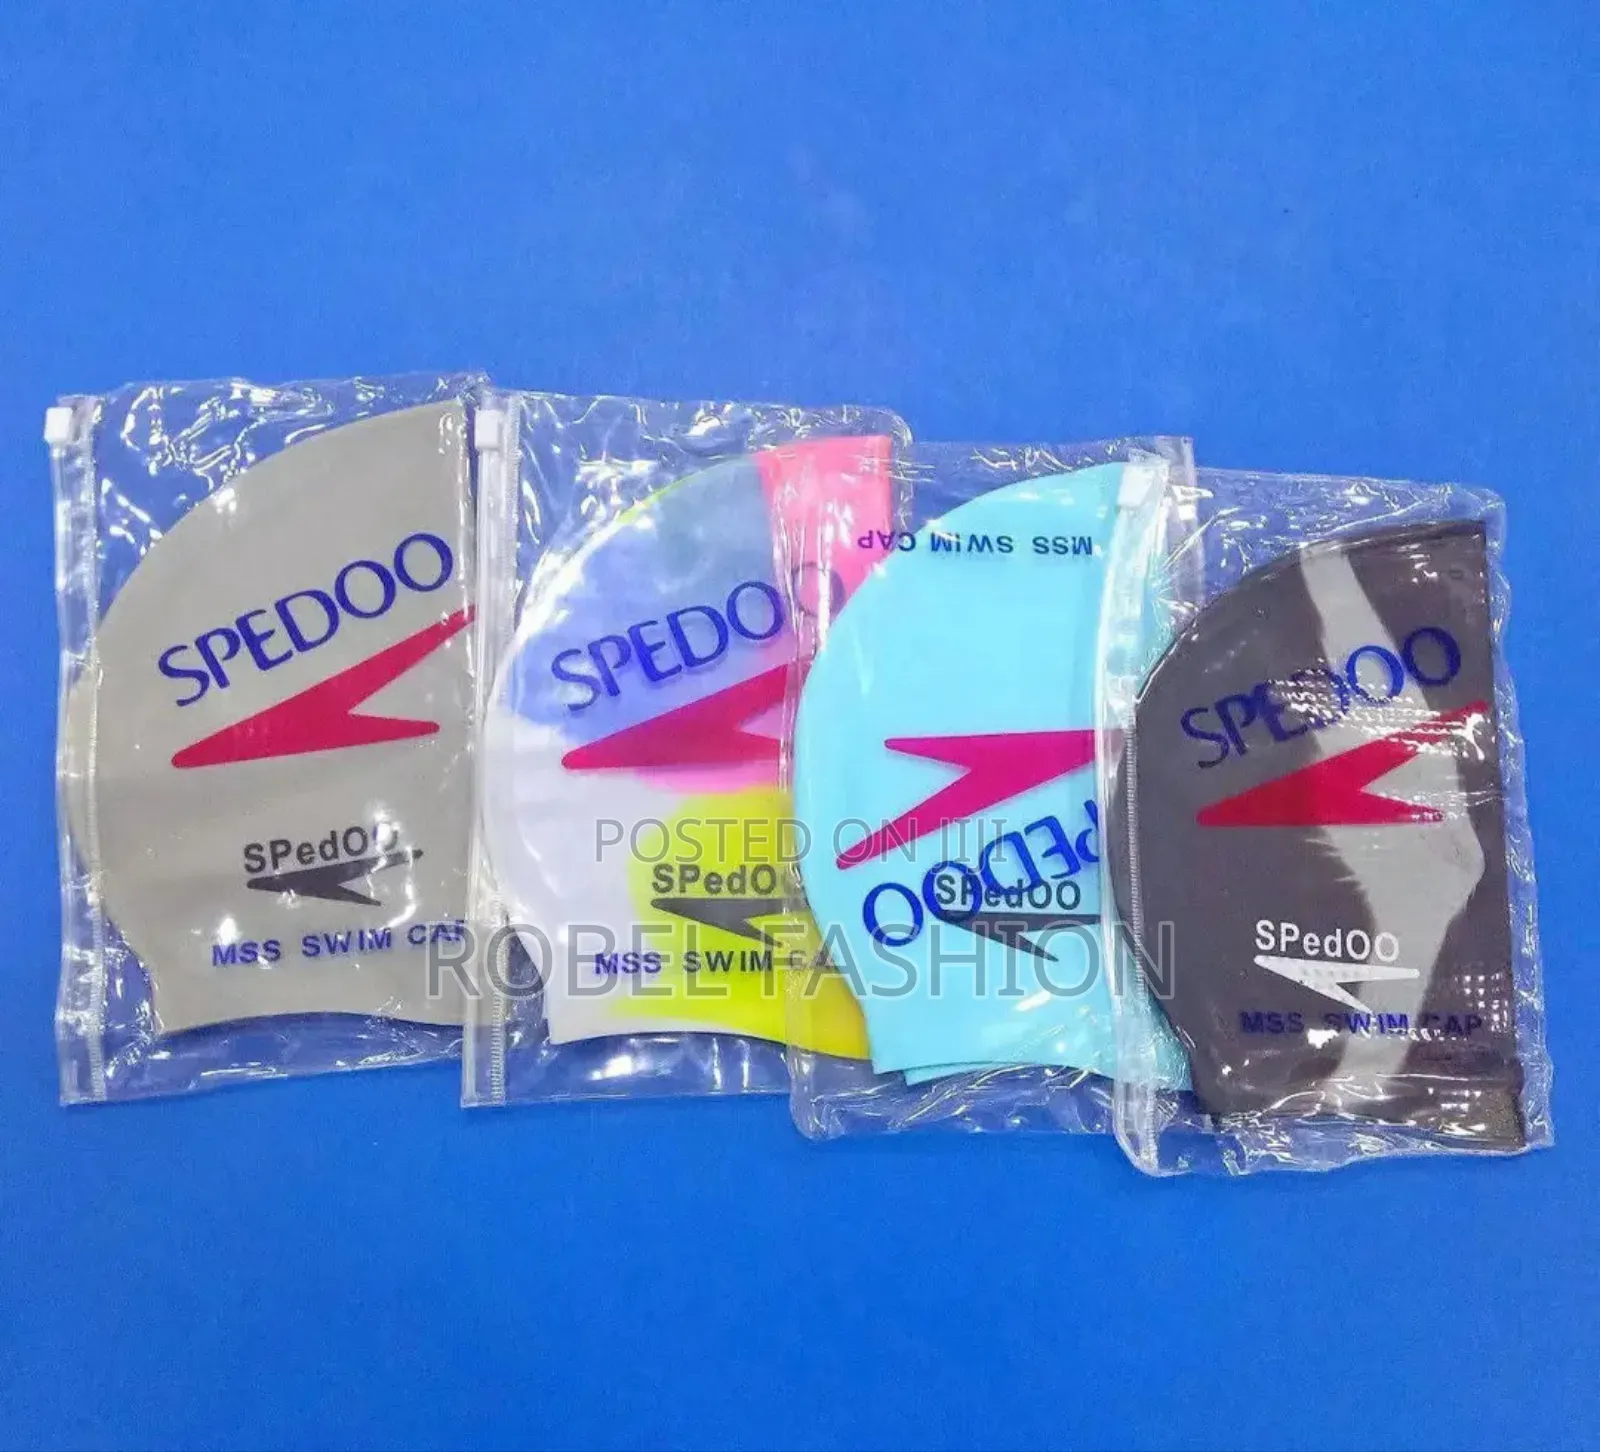 SPEDOO
SPedOO
MSS SWIM CAP
SPEDOO
SPedO
MSS SWIM CA
MSS SWIM CAP
SPEDOO
SPedOO
SPEDOO
SPedOO
MSS SWIM CAP
POSTED ON JIJI
ROBEL FASHION